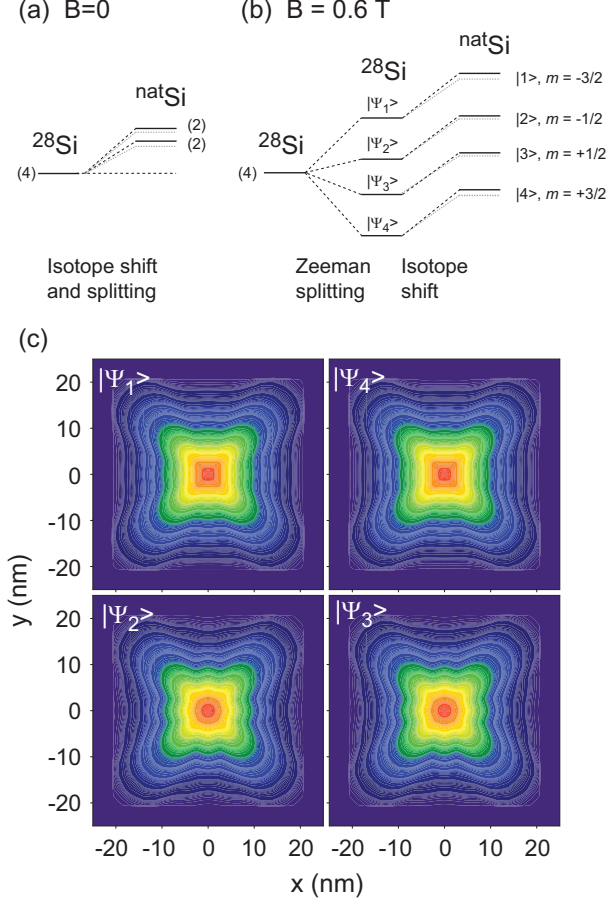 (a) B=0
(b) B = 0.6 T
²⁸Si
ⁿᵃᵗSi
(4)
(2)
(2)
Isotope shift
and splitting
²⁸Si
(4)
²⁸Si
ⁿᵃᵗSi
|Ψ₁>
|Ψ₂>
|Ψ₃>
|Ψ₄>
|1>, m = -3/2
|2>, m = -1/2
|3>, m = +1/2
|4>, m = +3/2
Zeeman
splitting
Isotope
shift
(c)
|Ψ₁>
|Ψ₄>
20
10
0
-10
-20
|Ψ₂>
|Ψ₃>
20
10
0
-10
-20
y (nm)
-20 -10 0 10 20
-20 -10 0 10 20
x (nm)